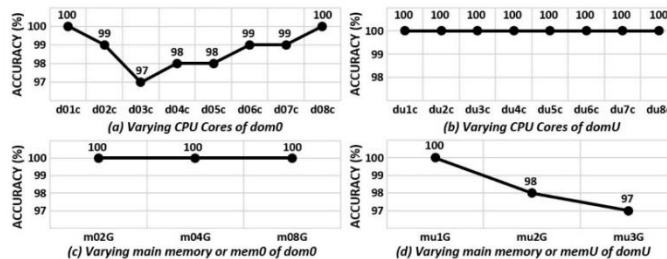 100 99 97 98 98 99 99 100
ACCURACY (%)
100
99
98
97
d01c d02c d03c d04c d05c d06c d07c d08c
(a) Varying CPU Cores of dom0
100 100 100 100 100 100 100 100
ACCURACY (%)
100
99
98
du1c du2c du3c du4c du5c du6c du7c du8c
(b) Varying CPU Cores of domU
100 100 100
ACCURACY (%)
100
99
98
97
m02G m04G m08G
(c) Varying main memory or mem0 of dom0
100 98 97
ACCURACY (%)
100
99
98
97
mu1G mu2G mu3G
(d) Varying main memory or memU of domU